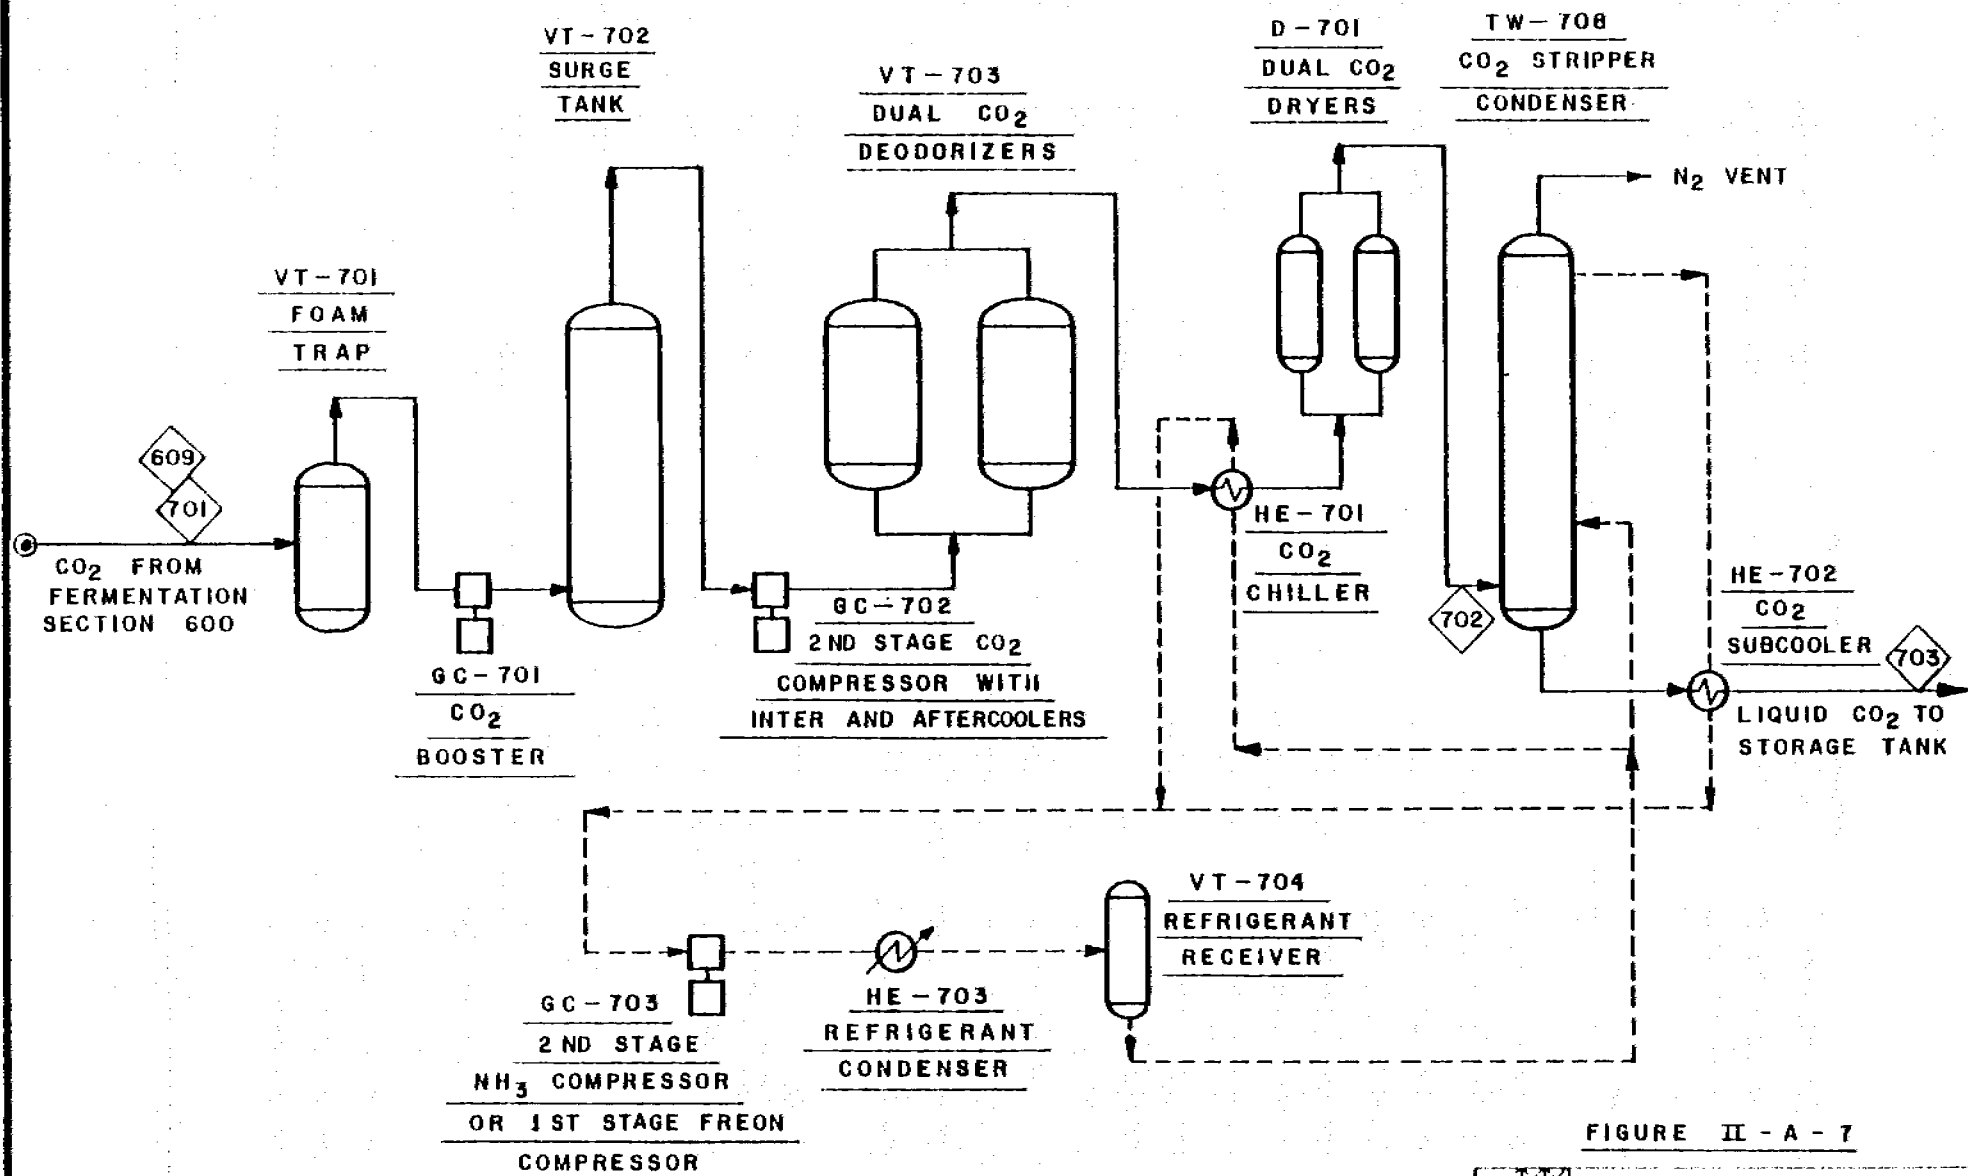 VT-702
SURGE
TANK
VT-703
DUAL CO2
DEODORIZERS
D-701
DUAL CO2
DRYERS
TW-708
CO2 STRIPPER
CONDENSER
N2 VENT
VT-701
FOAM
TRAP
609
701
CO2 FROM
FERMENTATION
SECTION 600
GC-701
CO2
BOOSTER
GC-702
2ND STAGE CO2
COMPRESSOR WITH
INTER AND AFTERCOOLERS
HE-701
CO2
CHILLER
702
HE-702
CO2
SUBCOOLER
703
LIQUID CO2 TO
STORAGE TANK
GC-703
2ND STAGE
NH3 COMPRESSOR
OR 1ST STAGE FREON
COMPRESSOR
HE-703
REFRIGERANT
CONDENSER
VT-704
REFRIGERANT
RECEIVER
FIGURE II-A-7